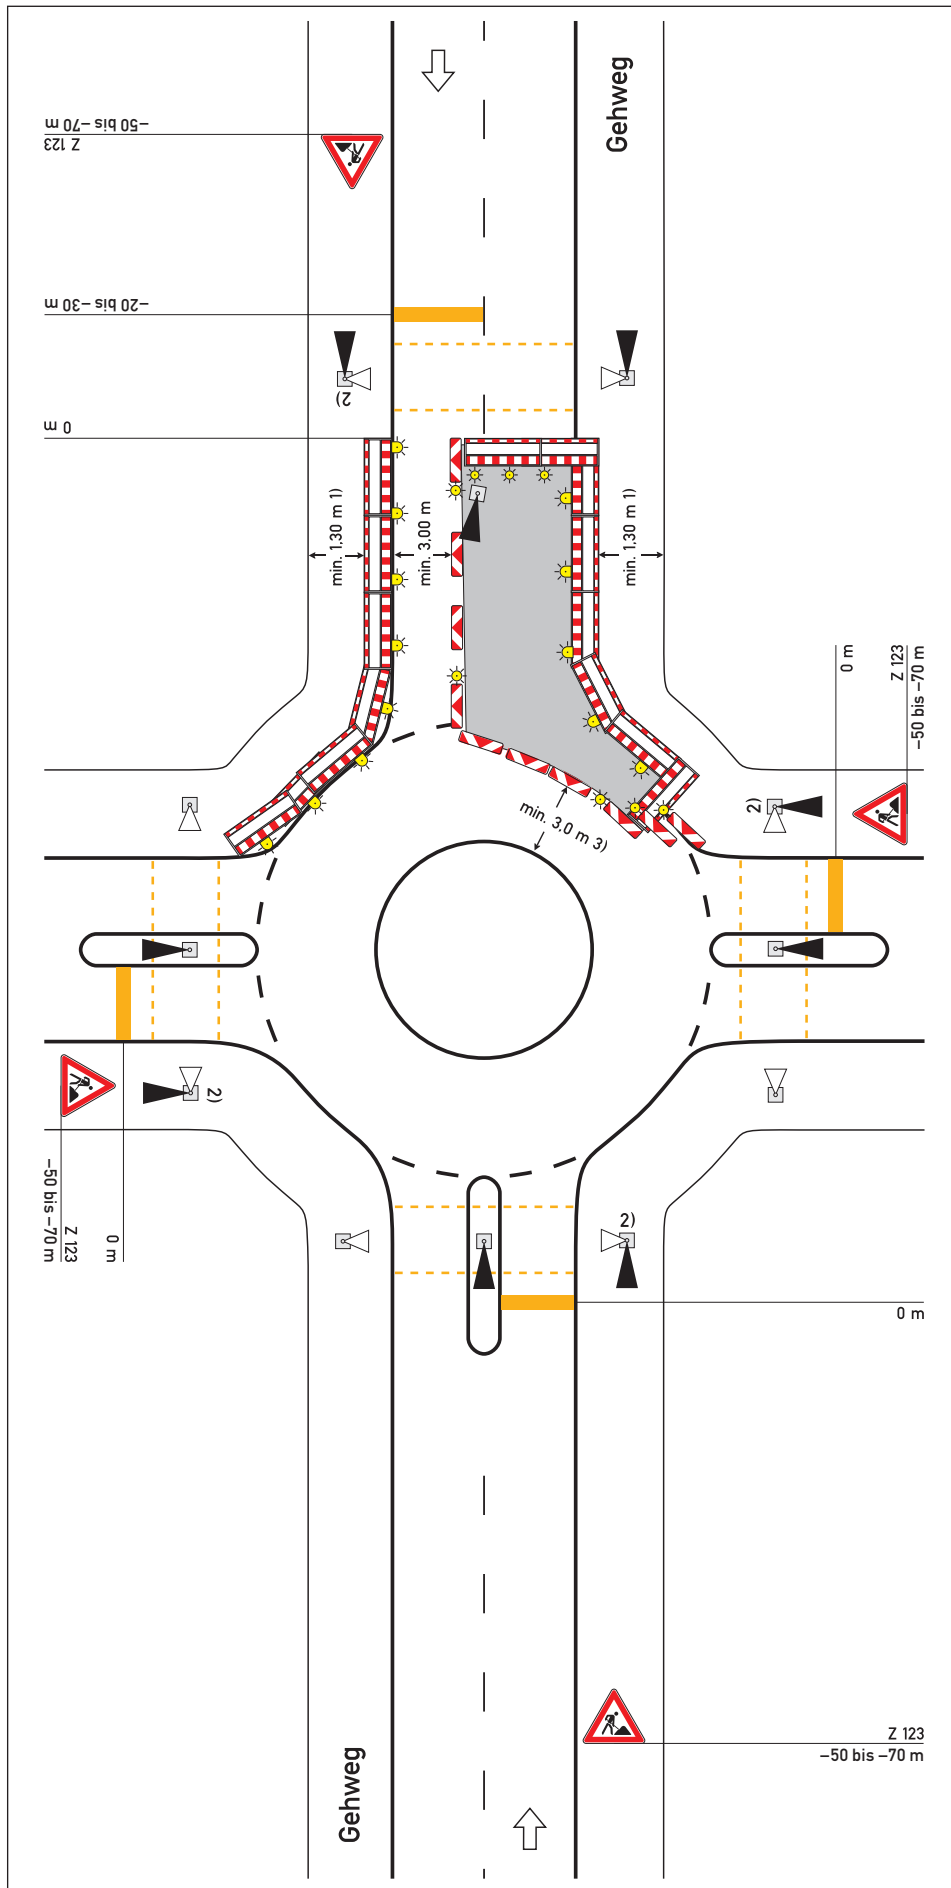 Gehweg
–50 bis –70 m
Z 123
–20 bis –30 m
2)
0 m
min. 1,30 m 1)
min. 3,00 m
min. 1,30 m 1)
0 m
Z 123
–50 bis –70 m
2)
min. 3,0 m 3)
2)
–50 bis –70 m
Z 123
0 m
2)
0 m
Z 123
–50 bis –70 m
Gehweg